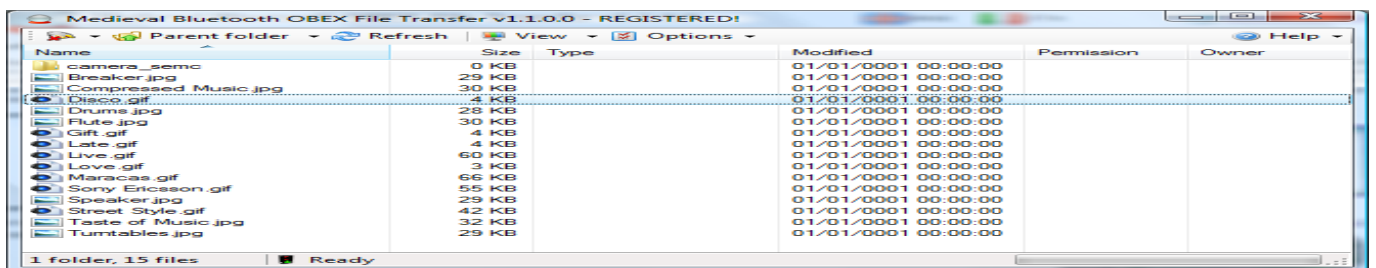 Medieval Bluetooth OBEX File Transfer v1.1.0.0 - REGISTERED!
Parent folder Refresh View Options Help
Name Size Type Modified Permission Owner
camera_semc 0 KB 01/01/0001 00:00:00
Breaker.jpg 29 KB 01/01/0001 00:00:00
Compressed Music.jpg 30 KB 01/01/0001 00:00:00
Disco.gif 4 KB 01/01/0001 00:00:00
Drums.jpg 28 KB 01/01/0001 00:00:00
Flute.jpg 30 KB 01/01/0001 00:00:00
Gift.gif 4 KB 01/01/0001 00:00:00
Late.gif 4 KB 01/01/0001 00:00:00
Live.gif 60 KB 01/01/0001 00:00:00
Love.gif 3 KB 01/01/0001 00:00:00
Maracas.gif 66 KB 01/01/0001 00:00:00
Sony Ericsson.gif 55 KB 01/01/0001 00:00:00
Speaker.jpg 29 KB 01/01/0001 00:00:00
Street Style.gif 42 KB 01/01/0001 00:00:00
Taste of Music.jpg 32 KB 01/01/0001 00:00:00
Turntables.jpg 29 KB 01/01/0001 00:00:00
1 folder, 15 files Ready